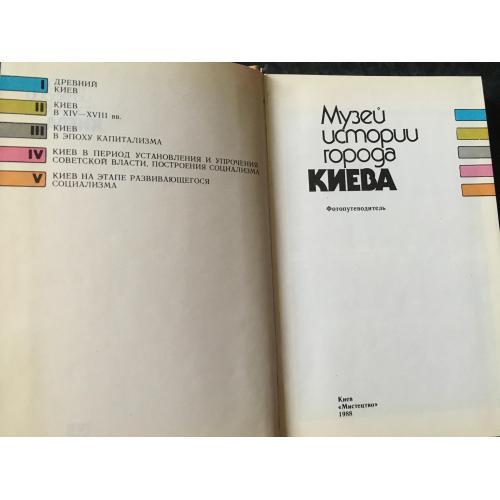 I ДРЕВНИЙ
КИЕВ
II КИЕВ
В XIV—XVIII вв.
III КИЕВ
В ЭПОХУ КАПИТАЛИЗМА
IV КИЕВ В ПЕРИОД УСТАНОВЛЕНИЯ И УПРОЧЕНИЯ
СОВЕТСКОЙ ВЛАСТИ, ПОСТРОЕНИЯ СОЦИАЛИЗМА
V КИЕВ НА ЭТАПЕ РАЗВИВАЮЩЕГОСЯ
СОЦИАЛИЗМА
Музей
истории
города
КИЕВА
Фотопутеводитель
Киев
«Мистецтво»
1988